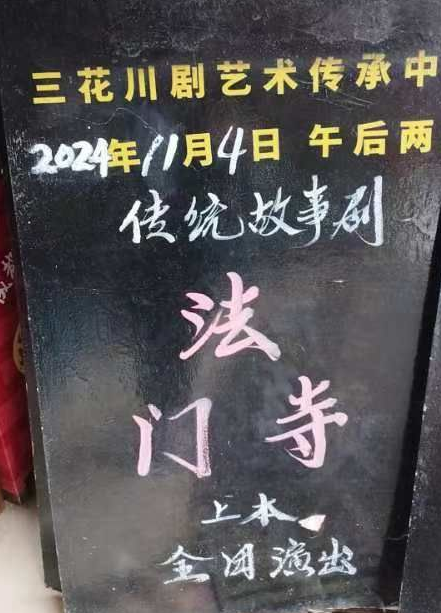 三花川剧艺术传承中
2024年11月4日 午后两
传统故事剧
法
门寺
上本
全团演出